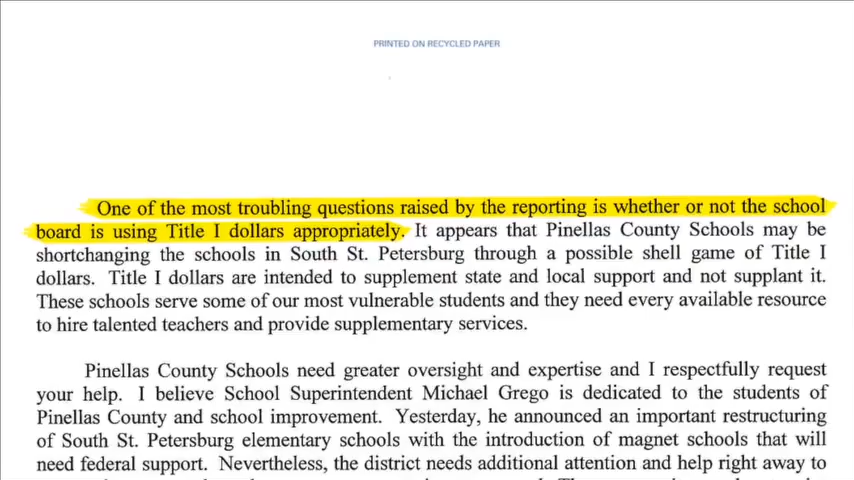 PRINTED ON RECYCLED PAPER
One of the most troubling questions raised by the reporting is whether or not the school
board is using Title I dollars appropriately. It appears that Pinellas County Schools may be
shortchanging the schools in South St. Petersburg through a possible shell game of Title I
dollars. Title I dollars are intended to supplement state and local support and not supplant it.
These schools serve some of our most vulnerable students and they need every available resource
to hire talented teachers and provide supplementary services.
Pinellas County Schools need greater oversight and expertise and I respectfully request
your help. I believe School Superintendent Michael Grego is dedicated to the students of
Pinellas County and school improvement. Yesterday, he announced an important restructuring
of South St. Petersburg elementary schools with the introduction of magnet schools that will
need federal support. Nevertheless, the district needs additional attention and help right away to